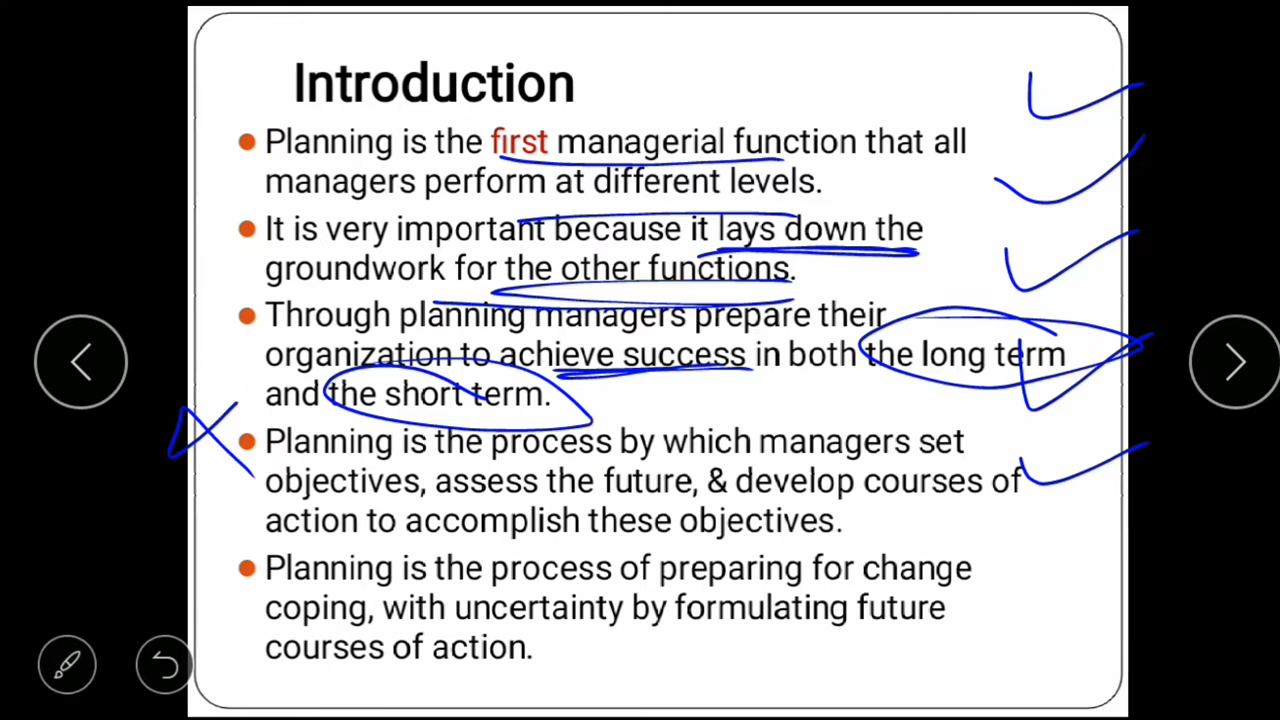 Introduction
Planning is the first managerial function that all
managers perform at different levels.
It is very important because it lays down the
groundwork for the other functions.
Through planning managers prepare their
organization to achieve success in both the long term
and the short term.
Planning is the process by which managers set
objectives, assess the future, & develop courses of
action to accomplish these objectives.
Planning is the process of preparing for change
coping, with uncertainty by formulating future
courses of action.